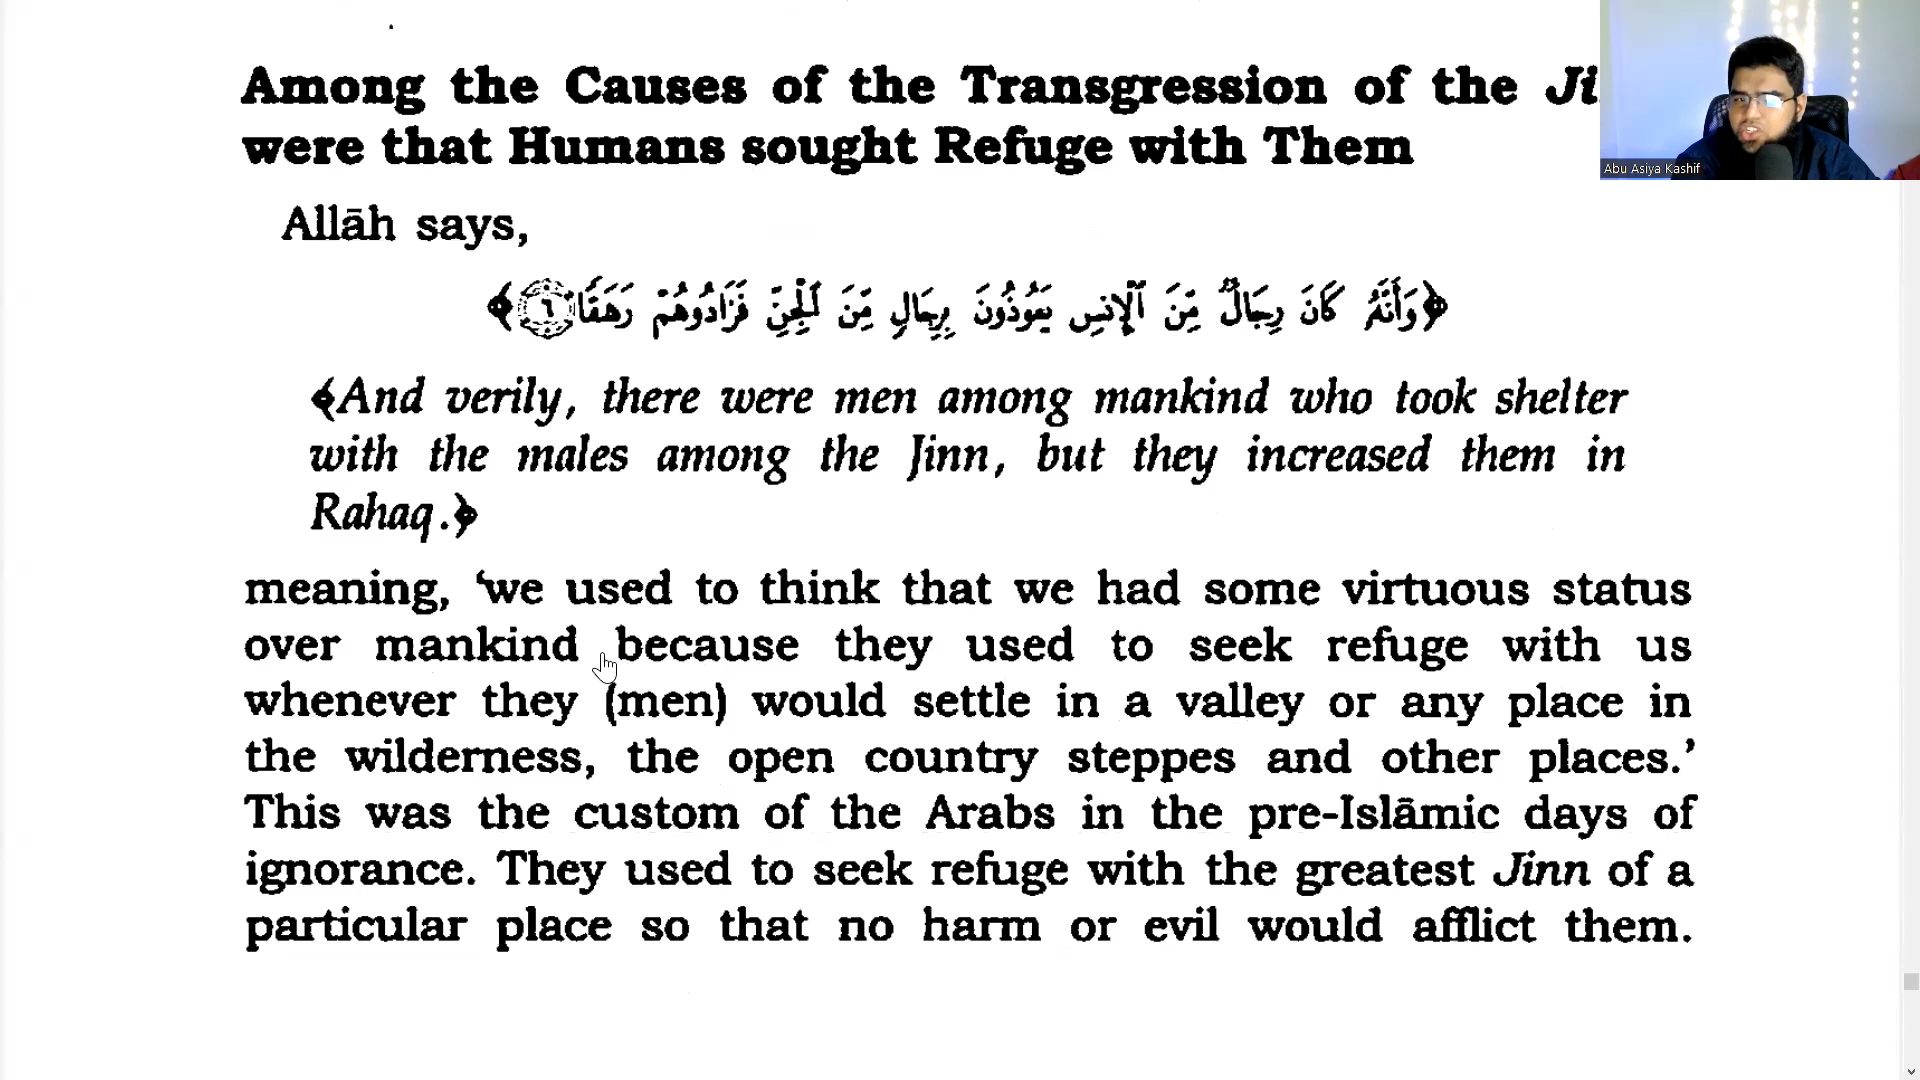 Among the Causes of the Transgression of the Ji
were that Humans sought Refuge with Them
Abu Asiya Kashif
Allāh says,
﴿وَأَنَّهُۥ كَانَ رِجَالٌ مِّنَ ٱلْإِنسِ يَعُوذُونَ بِرِجَالٍ مِّنَ ٱلْجِنِّ فَزَادُوهُمْ رَهَقًا ٦﴾
﴾And verily, there were men among mankind who took shelter
with the males among the Jinn, but they increased them in
Rahaq.﴿
meaning, ‘we used to think that we had some virtuous status
over mankind because they used to seek refuge with us
whenever they (men) would settle in a valley or any place in
the wilderness, the open country steppes and other places.’
This was the custom of the Arabs in the pre-Islāmic days of
ignorance. They used to seek refuge with the greatest Jinn of a
particular place so that no harm or evil would afflict them.